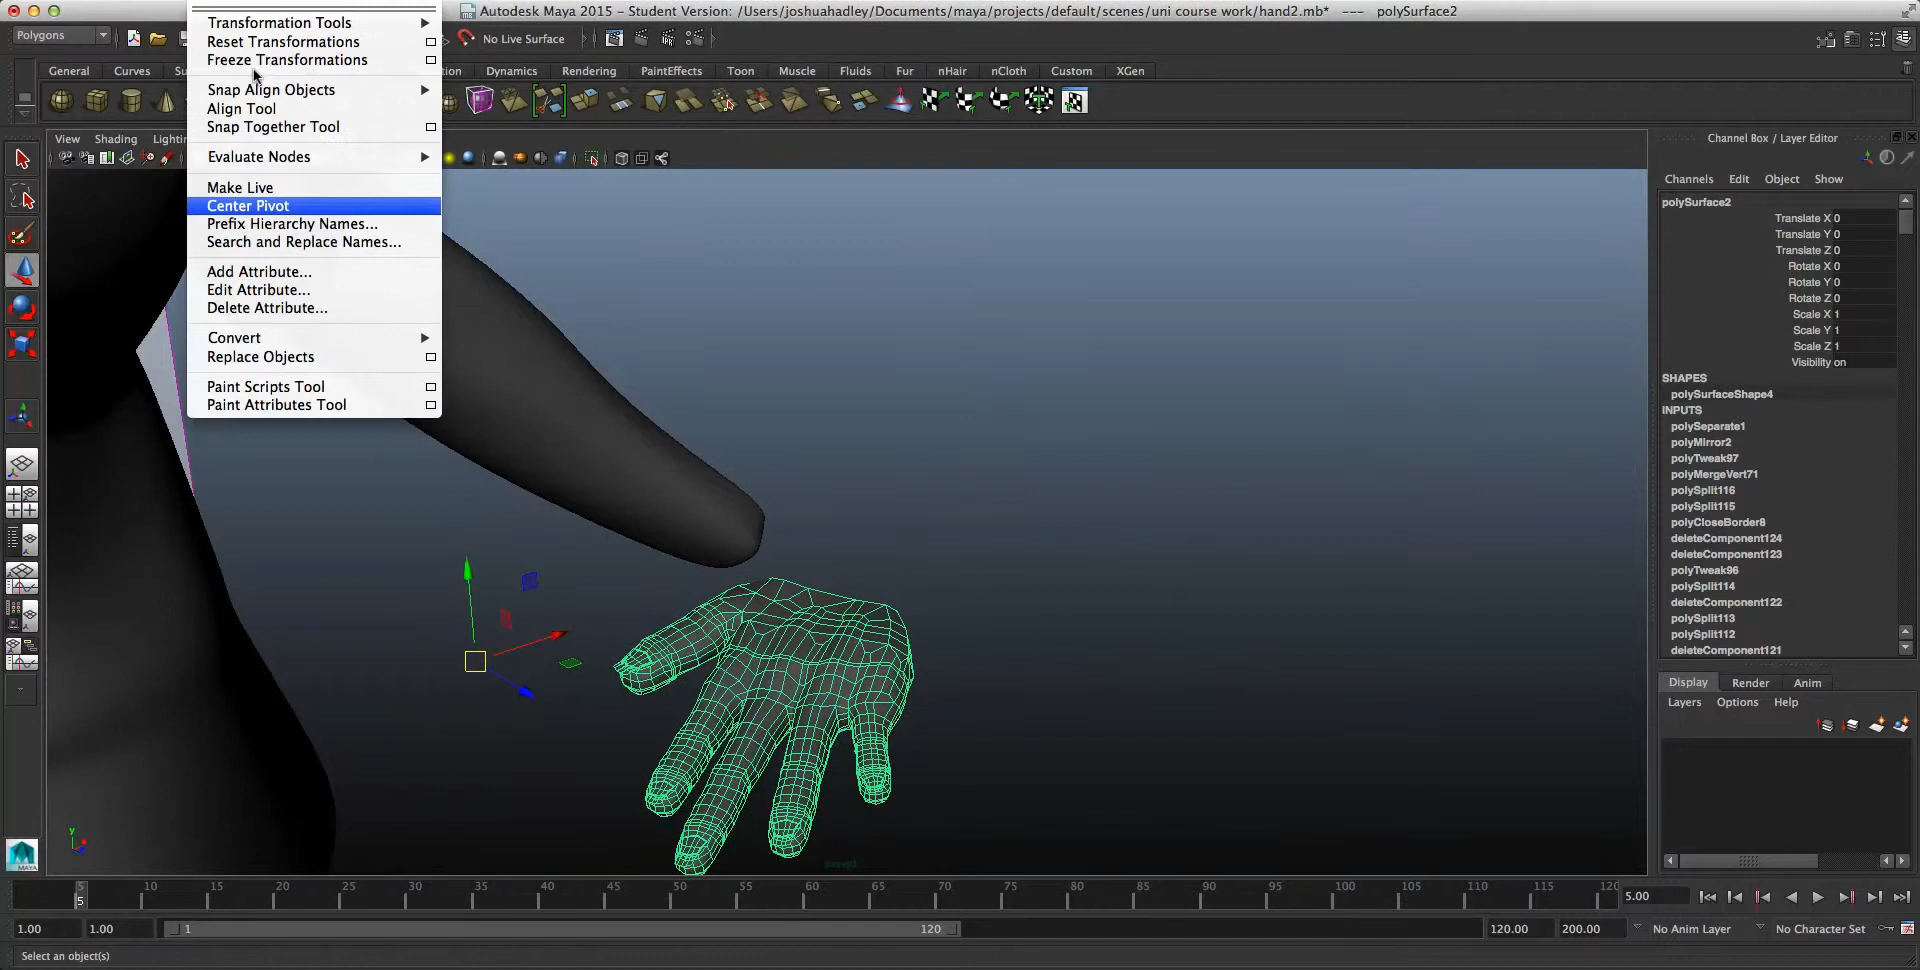 Autodesk Maya 2015 - Student Version: /Users/joshuahadley/Documents/maya/projects/default/scenes/uni course work/hand2.mb* --- polySurface2
Polygons
No Live Surface
General Curves Su Dynamics Rendering PaintEffects Toon Muscle Fluids Fur nHair nCloth Custom XGen
Transformation Tools
Reset Transformations
Freeze Transformations
Snap Align Objects
Align Tool
Snap Together Tool
Evaluate Nodes
Make Live
Center Pivot
Prefix Hierarchy Names...
Search and Replace Names...
Add Attribute...
Edit Attribute...
Delete Attribute...
Convert
Replace Objects
Paint Scripts Tool
Paint Attributes Tool
View Shading Lighti
Channel Box / Layer Editor
Channels Edit Object Show
polySurface2
Translate X 0
Translate Y 0
Translate Z 0
Rotate X 0
Rotate Y 0
Rotate Z 0
Scale X 1
Scale Y 1
Scale Z 1
Visibility on
SHAPES
polySurfaceShape4
INPUTS
polySeparate1
polyMirror2
polyTweak97
polyMergeVert71
polySplit116
polySplit115
polyCloseBorder8
deleteComponent124
deleteComponent123
polyTweak96
polySplit114
deleteComponent122
polySplit113
polySplit112
deleteComponent121
Display Render Anim
Layers Options Help
y
MAYA
5 10 15 20 25 30 35 40 45 50 55 60 65 70 75 80 85 90 95 100 105 110 115 120
5
5.00
1.00 1.00 1 120 120.00 200.00 No Anim Layer No Character Set
Select an object(s)